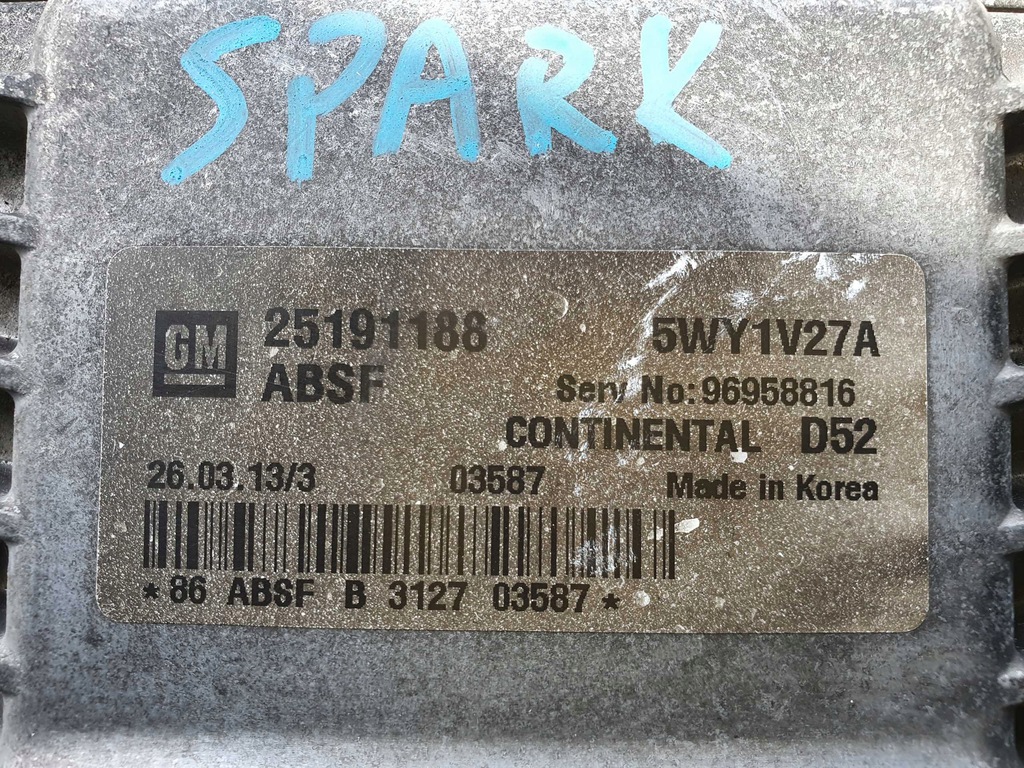 SPARK
GM 25191186 5WY1V27A
ABSF Serv No:96958816
CONTINENTAL D52
26.03.13/3 03587 Made in Korea
*86 ABSF B 3127 03587*